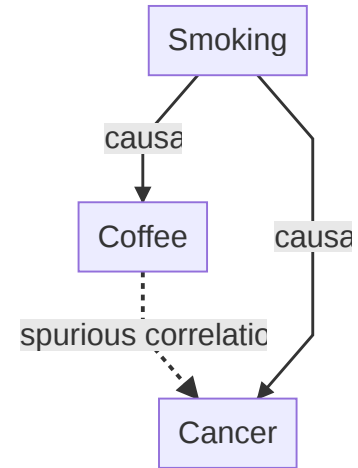 Smoking
causa
Coffee
causa
spurious correlatio
Cancer